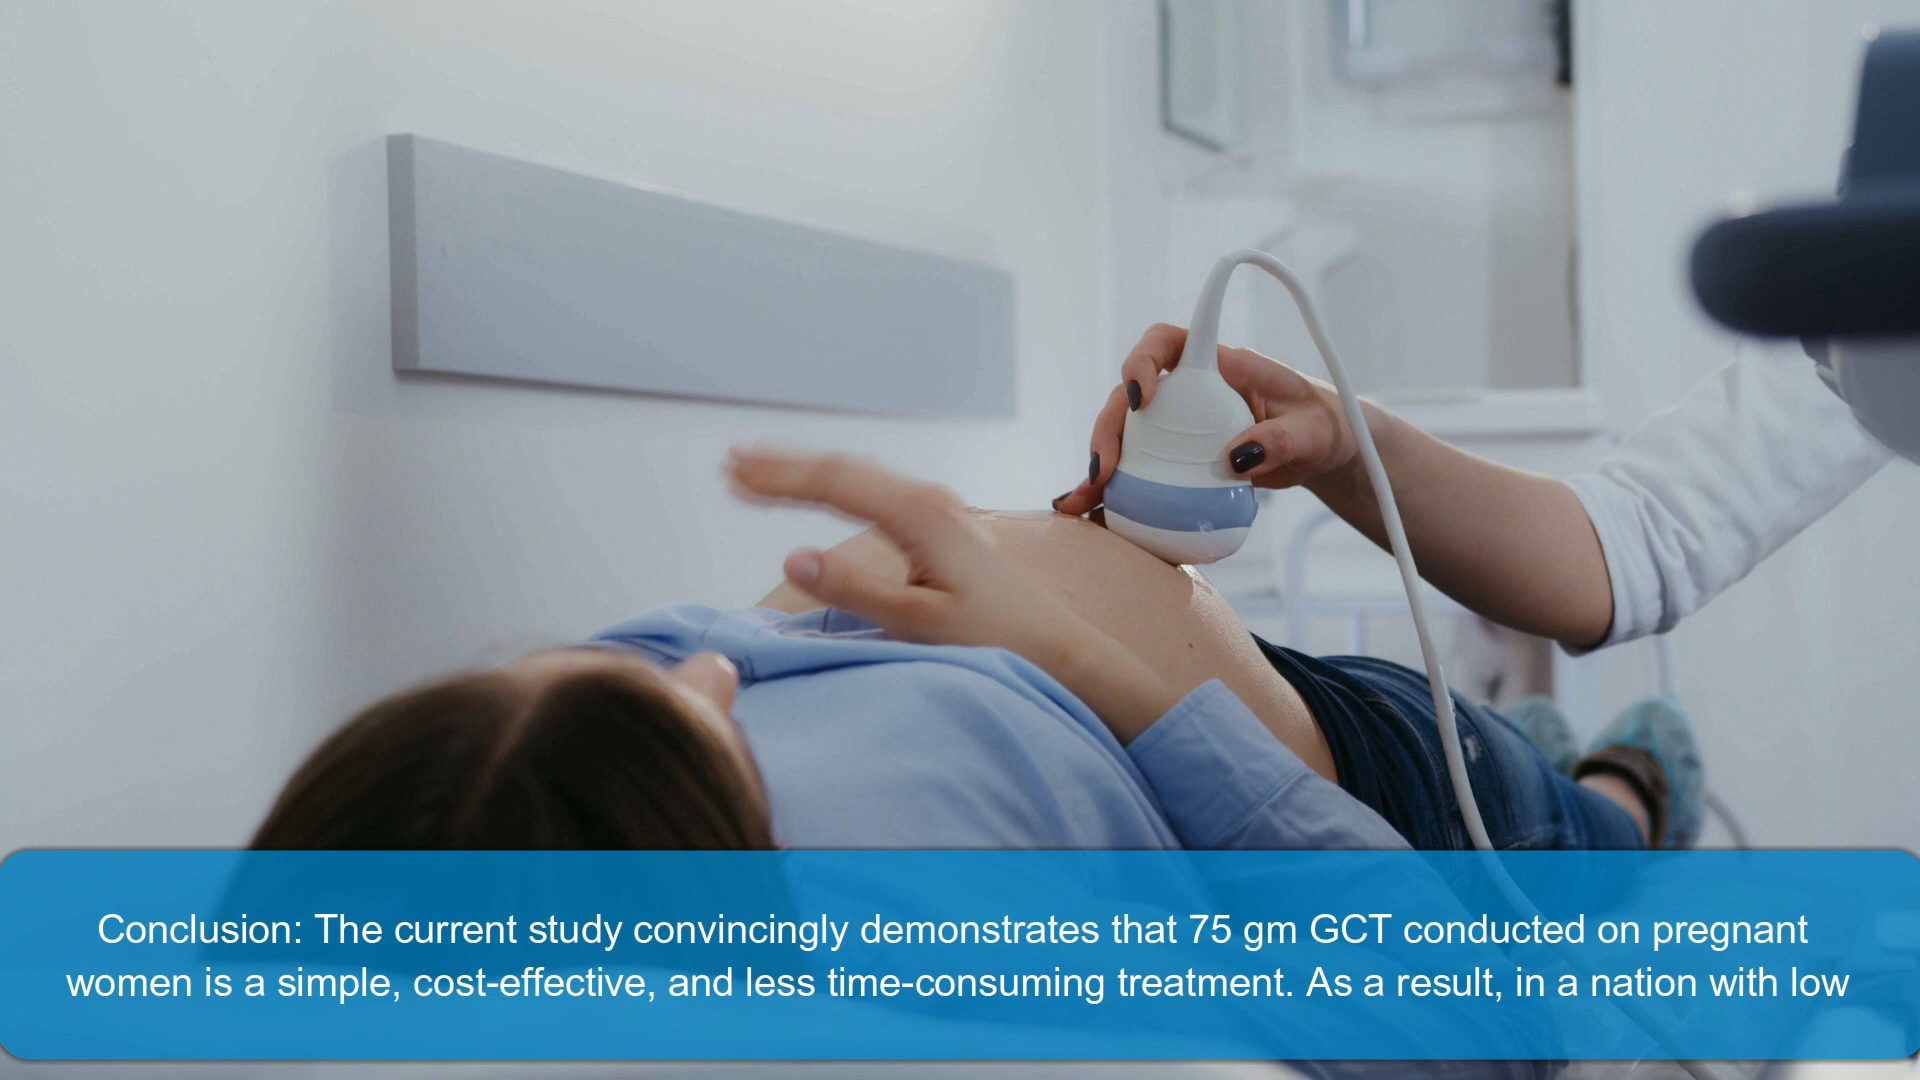 Conclusion: The current study convincingly demonstrates that 75 gm GCT conducted on pregnant
women is a simple, cost-effective, and less time-consuming treatment. As a result, in a nation with low